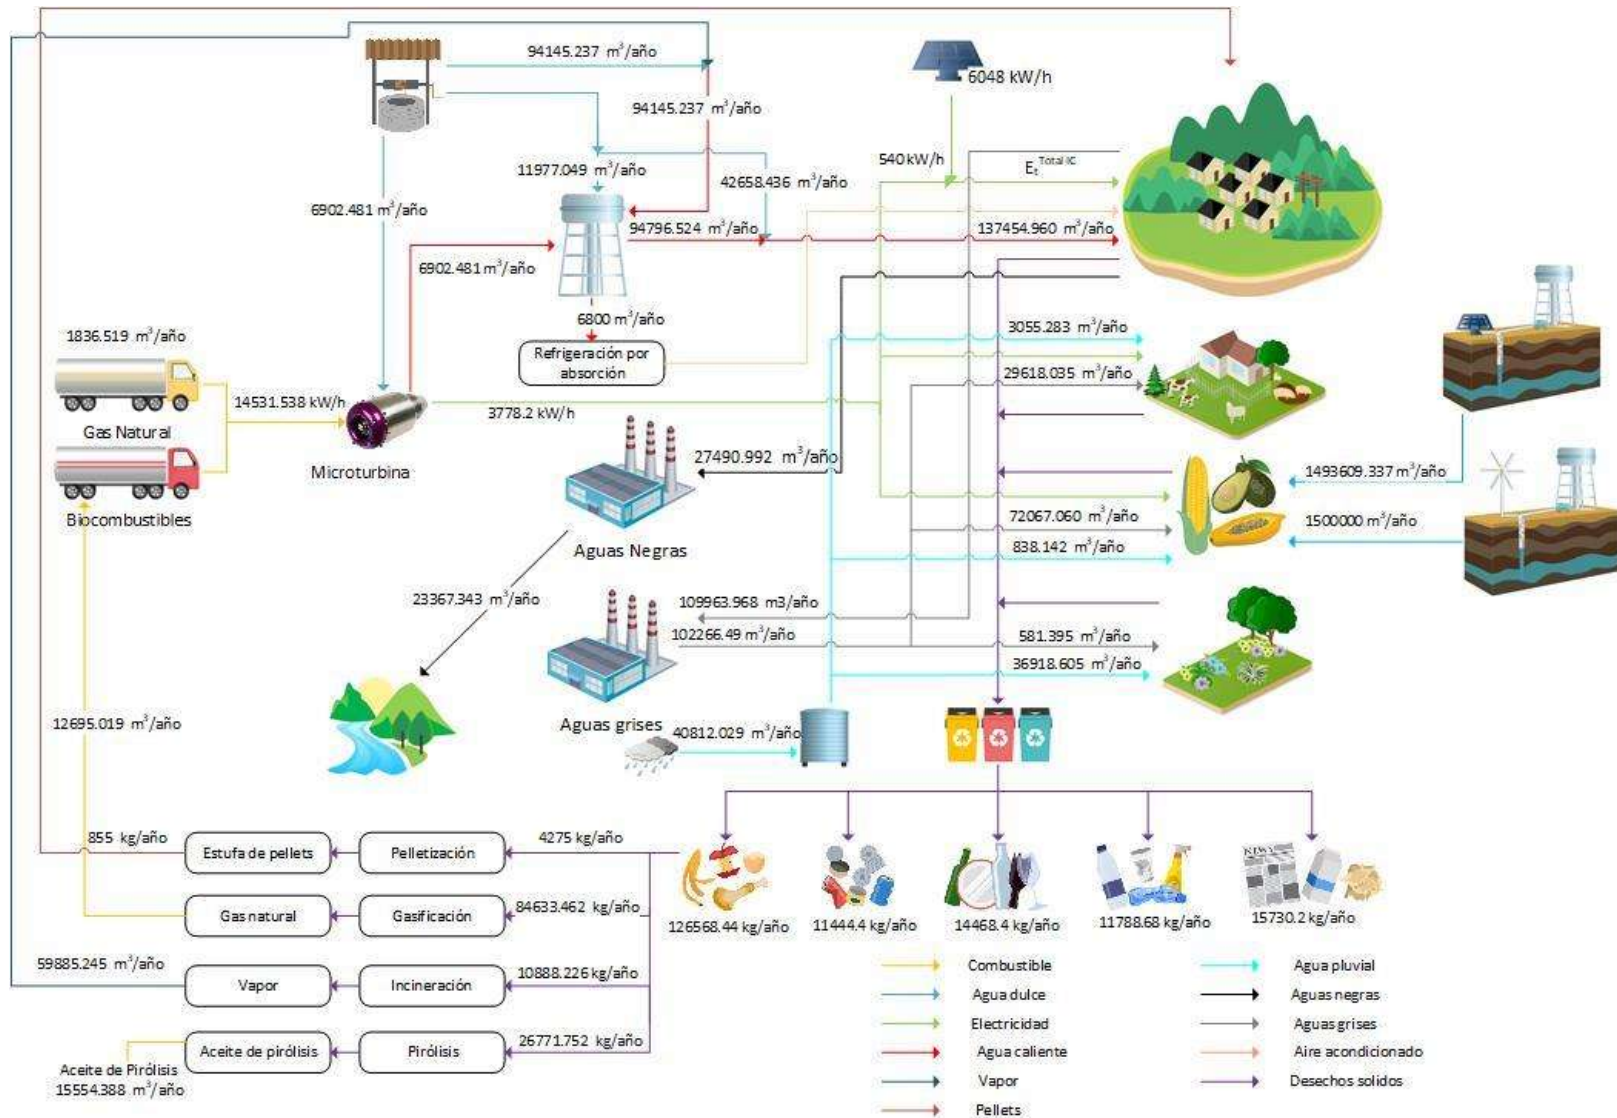 94145.237 m³/año
6048 kW/h
94145.237 m³/año
540 kW/h
Eₜᵀᵒᵗᵃˡ ᴵᶜ
11977.049 m³/año
42658.436 m³/año
6902.481 m³/año
94796.524 m³/año
137454.960 m³/año
6902.481 m³/año
6800 m³/año
1836.519 m³/año
3055.283 m³/año
Refrigeración por
absorción
29618.035 m³/año
14531.538 kW/h
3778.2 kW/h
Gas Natural
Microturbina
27490.992 m³/año
1493609.337 m³/año
Biocombustibles
72067.060 m³/año
1500000 m³/año
838.142 m³/año
Aguas Negras
23367.343 m³/año
109963.968 m3/año
102266.49 m³/año
581.395 m³/año
36918.605 m³/año
12695.019 m³/año
Aguas grises
40812.029 m³/año
855 kg/año
Estufa de pellets
Pelletización
4275 kg/año
NEWS
Gas natural
Gasificación
84633.462 kg/año
126568.44 kg/año
11444.4 kg/año
14468.4 kg/año
11788.68 kg/año
15730.2 kg/año
59885.245 m³/año
Vapor
Incineración
10888.226 kg/año
Aceite de pirólisis
Pirólisis
26771.752 kg/año
Aceite de Pirólisis
15554.388 m³/año
Combustible
Agua dulce
Electricidad
Agua caliente
Vapor
Pellets
Agua pluvial
Aguas negras
Aguas grises
Aire acondicionado
Desechos solidos